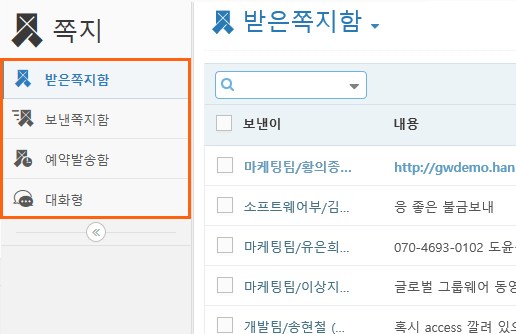 쪽지
받은쪽지함
보낸쪽지함
예약발송함
대화형
받은쪽지함
보낸이 내용
마케팅팀/황의종... http://gwdemo.han
소프트웨어부/김... 응 좋은 불금보내
마케팅팀/유은희... 070-4693-0102 도윤
마케팅팀/이상지... 글로벌 그룹웨어 동영
개발팀/송현철 (... 혹시 access 깔려 있으